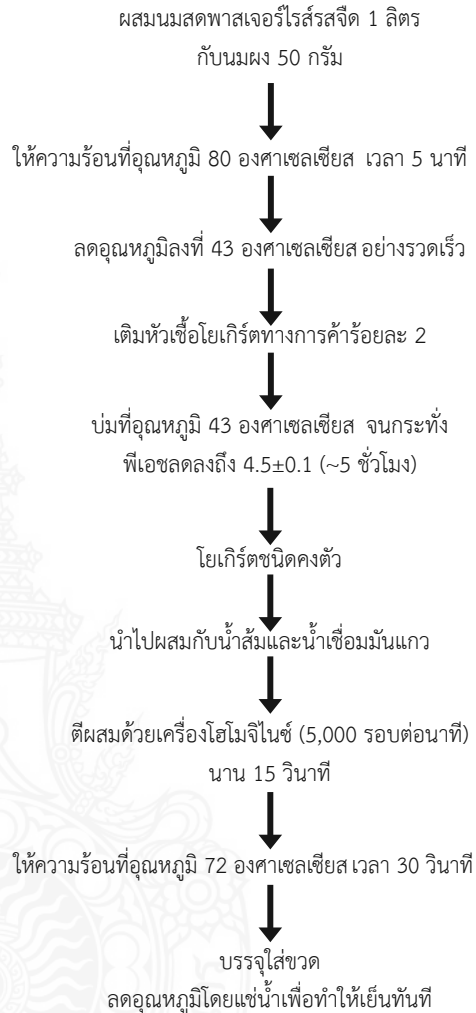 ผสมนมสดพาสเจอร์ไรส์รสจืด 1 ลิตร
กับนมผง 50 กรัม
ให้ความร้อนที่อุณหภูมิ 80 องศาเซลเซียส เวลา 5 นาที
ลดอุณหภูมิลงที่ 43 องศาเซลเซียส อย่างรวดเร็ว
เติมหัวเชื้อโยเกิร์ตทางการค้าร้อยละ 2
บ่มที่อุณหภูมิ 43 องศาเซลเซียส จนกระทั่ง
พีเอชลดลงถึง 4.5±0.1 (~5 ชั่วโมง)
โยเกิร์ตชนิดคงตัว
นำไปผสมกับน้ำส้มและน้ำเชื่อมมันแกว
ตีผสมด้วยเครื่องโฮโมจิไนซ์ (5,000 รอบต่อนาที)
นาน 15 วินาที
ให้ความร้อนที่อุณหภูมิ 72 องศาเซลเซียส เวลา 30 วินาที
บรรจุใส่ขวด
ลดอุณหภูมิโดยแช่น้ำเพื่อทำให้เย็นทันที